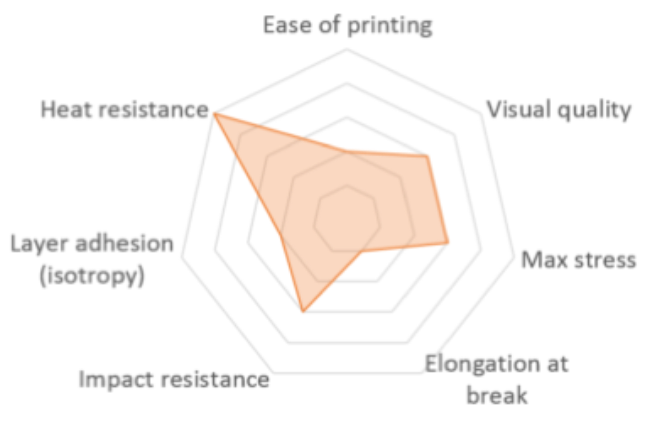 Ease of printing
Heat resistance
Visual quality
Layer adhesion
(isotropy)
Max stress
Elongation at
break
Impact resistance